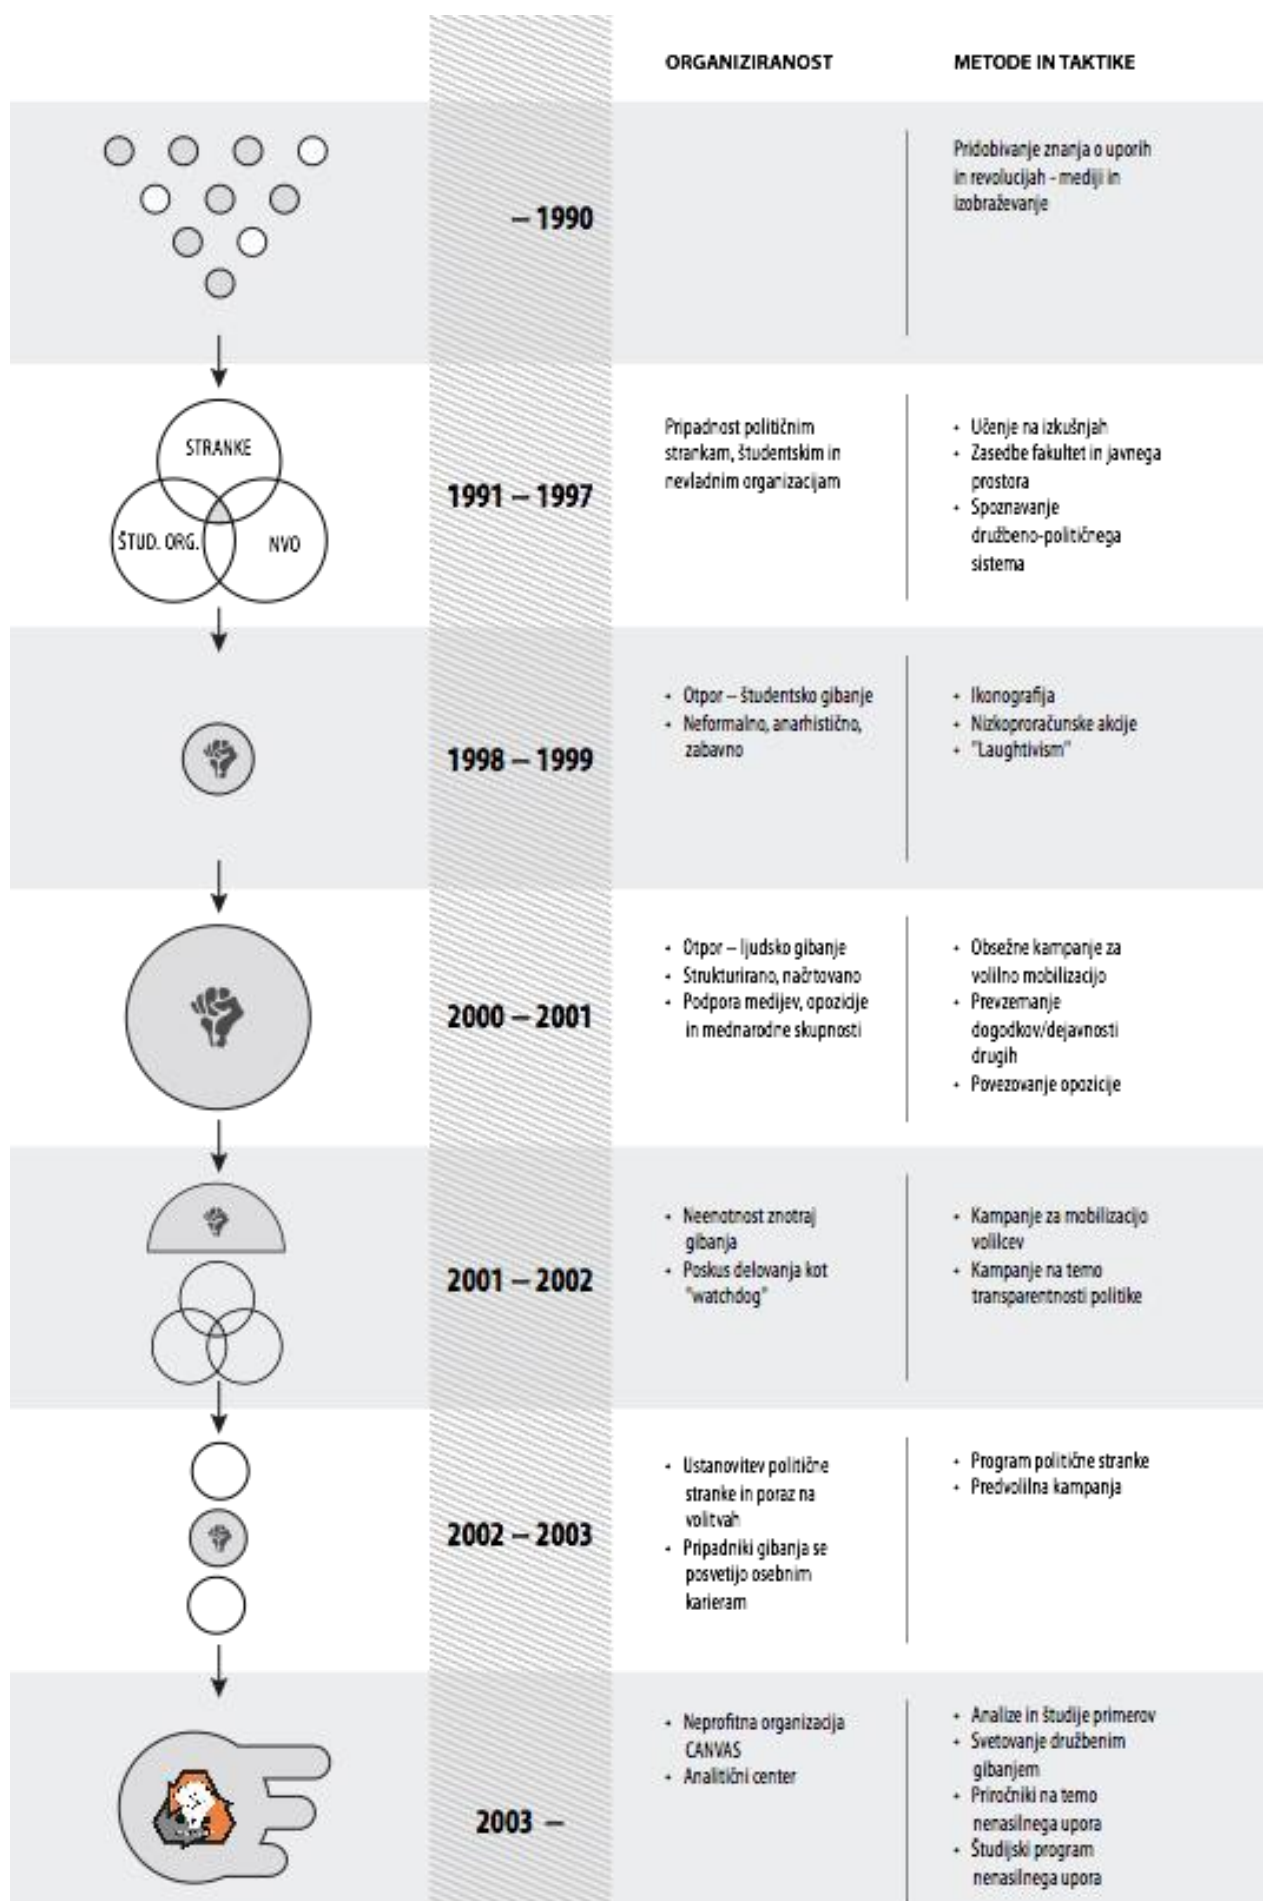 ORGANIZIRANOST
METODE IN TAKTIKE
– 1990
Pridobivanje znanja o uporih
in revolucijah - mediji in
izobraževanje
STRANKE
ŠTUD. ORG.
NVO
1991 – 1997
Pripadnost političnim
strankam, študentskim in
nevladnim organizacijam
• Učenje na izkušnjah
• Zasedbe fakultet in javnega
prostora
• Spoznavanje
družbeno-političnega
sistema
1998 – 1999
• Otpor – študentsko gibanje
• Neformalno, anarhistično,
zabavno
• Ikonografija
• Nizkoproračunske akcije
• "Laughtivism"
2000 – 2001
• Otpor – ljudsko gibanje
• Strukturirano, načrtovano
• Podpora medijev, opozicije
in mednarodne skupnosti
• Obsežne kampanje za
volilno mobilizacijo
• Prevzemanje
dogodkov/dejavnosti
drugih
• Povezovanje opozicije
2001 – 2002
• Neenotnost znotraj
gibanja
• Poskus delovanja kot
"watchdog"
• Kampanje za mobilizacijo
volilcev
• Kampanje na temo
transparentnosti politike
2002 – 2003
• Ustanovitev politične
stranke in poraz na
volitvah
• Pripadniki gibanja se
posvetijo osebnim
karieram
• Program politične stranke
• Predvolilna kampanja
2003 –
• Neprofitna organizacija
CANVAS
• Analitični center
• Analize in študije primerov
• Svetovanje družbenim
gibanjem
• Priročniki na temo
nenasilnega upora
• Študijski program
nenasilnega upora